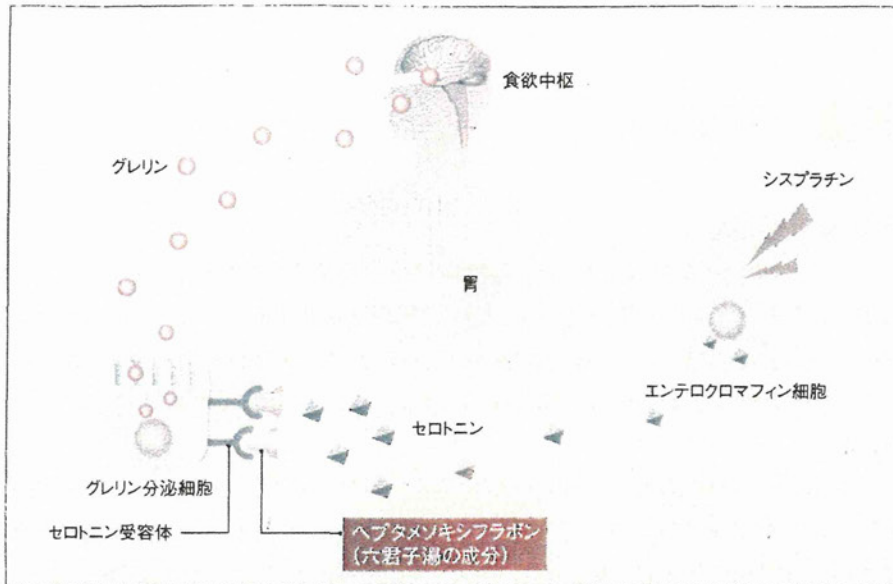 食欲中枢
グレリン
シスプラチン
胃
エンテロクロマフィン細胞
セロトニン
グレリン分泌細胞
セロトニン受容体
ヘプタメソキシフラボン
(六君子湯の成分)